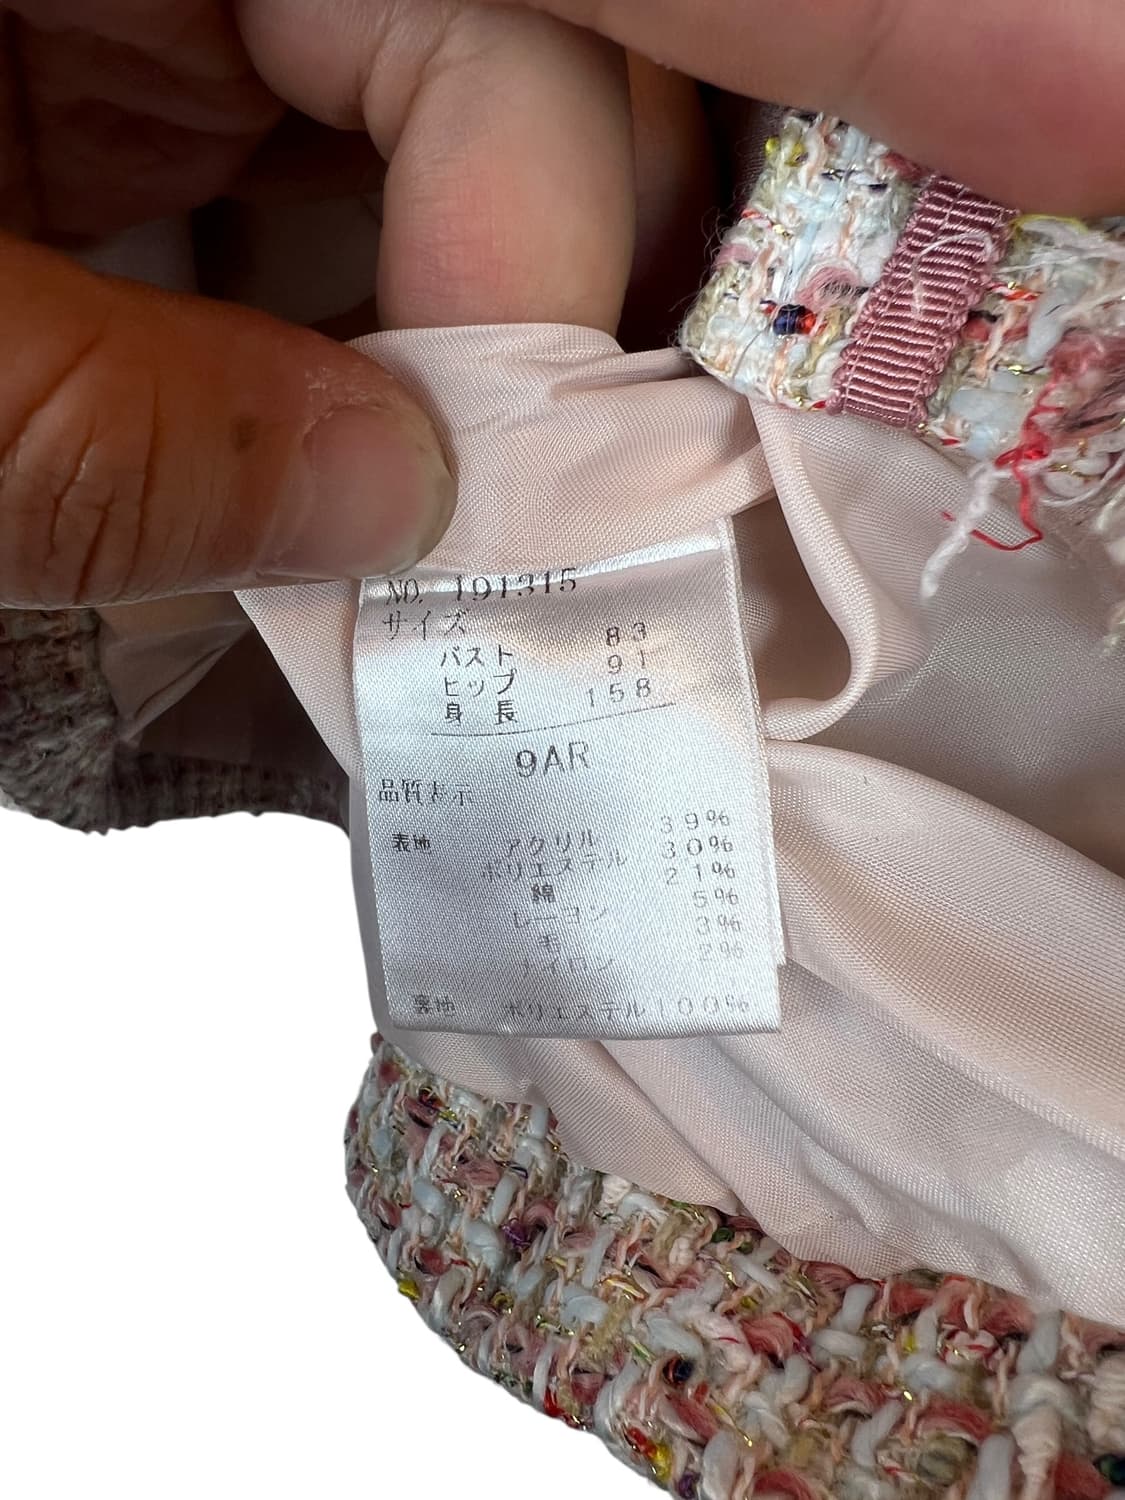 NO. 191315
サイズ
バスト 83
ヒップ 91
身長 158
9AR
品質表示
表地 アクリル 39%
ポリエステル 30%
綿 21%
レーヨン 5%
毛 3%
ナイロン 2%
裏地 ポリエステル 100%